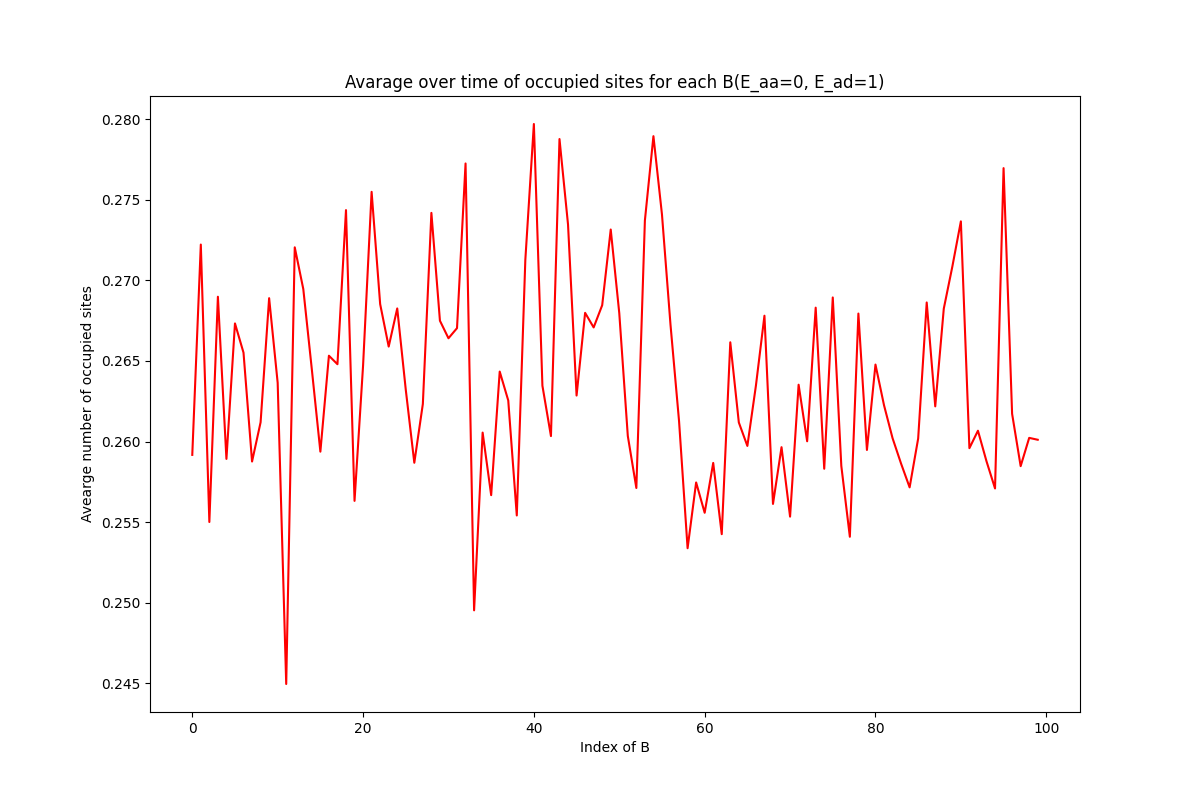 Avarage over time of occupied sites for each B(E_aa=0, E_ad=1)
0.280
0.275
0.270
0.265
0.260
0.255
0.250
0.245
Avearge number of occupied sites
0 20 40 60 80 100
Index of B